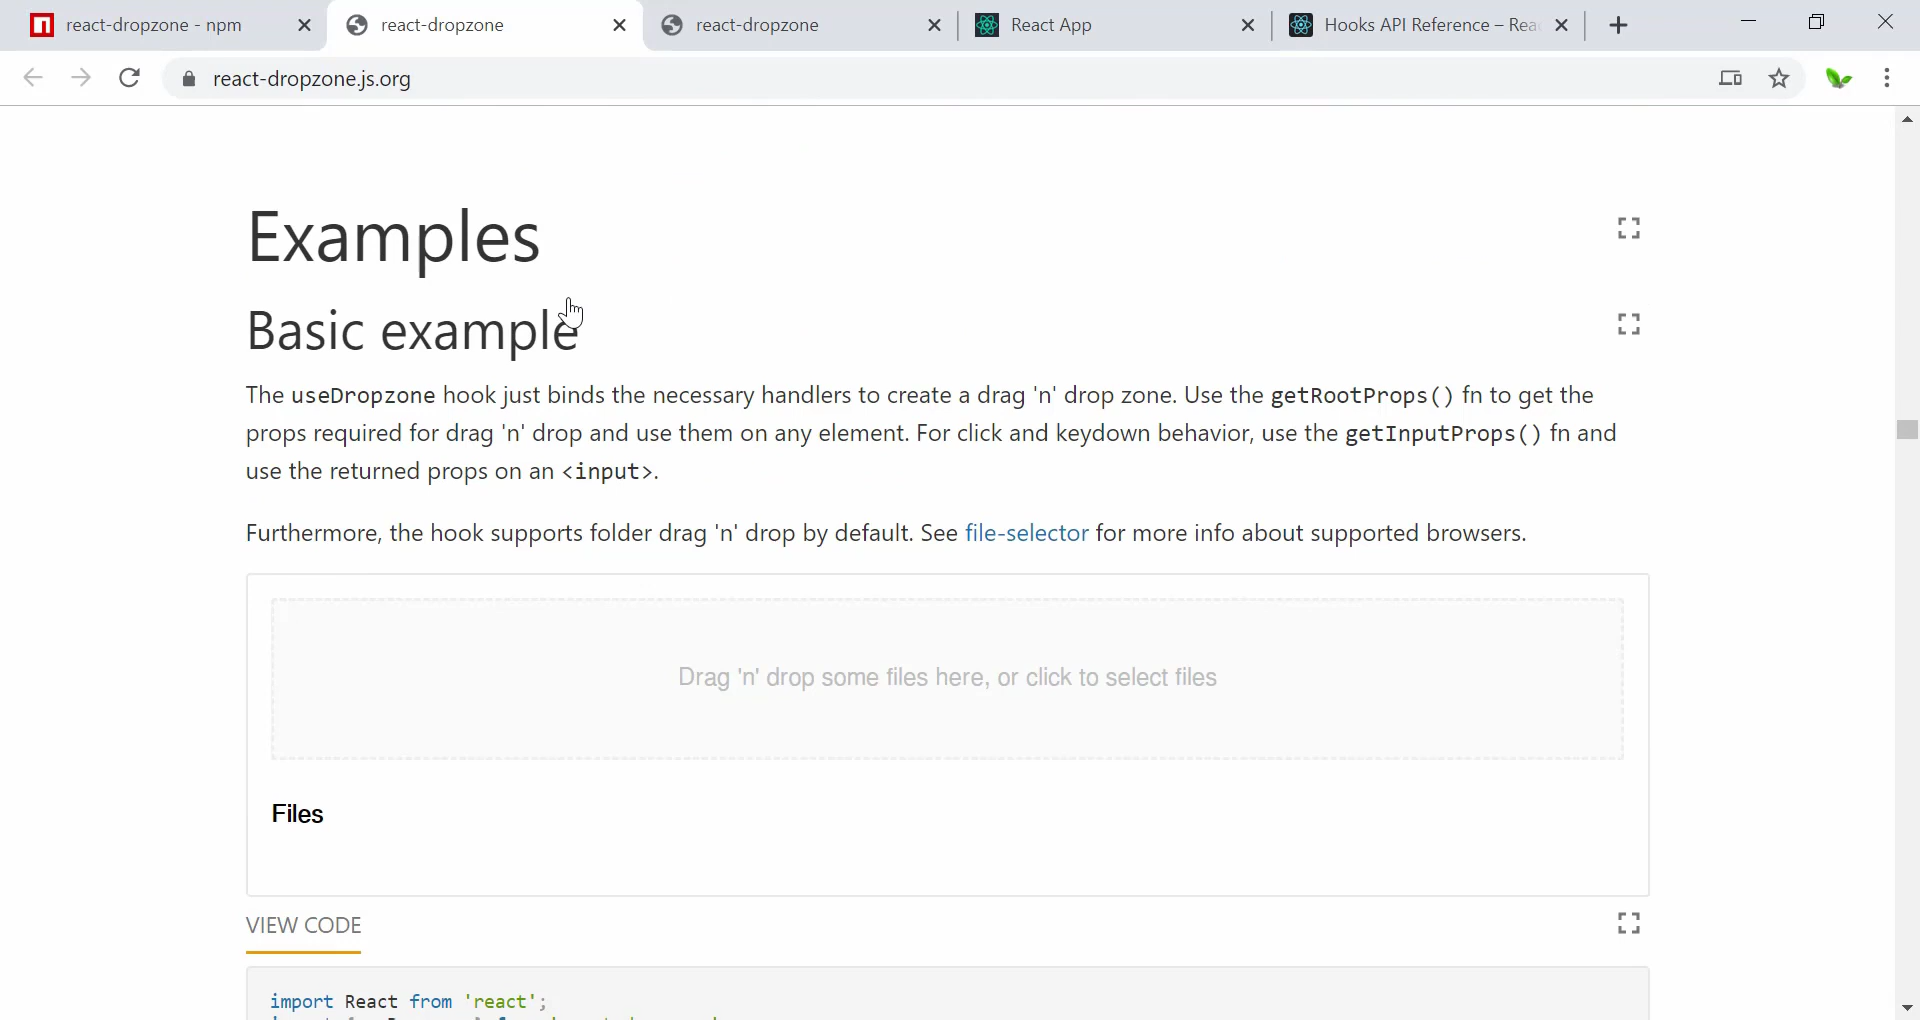 react-dropzone - npm
react-dropzone
react-dropzone
React App
Hooks API Reference – Rea
react-dropzone.js.org
Examples
Basic example
The useDropzone hook just binds the necessary handlers to create a drag 'n' drop zone. Use the getRootProps() fn to get the
props required for drag 'n' drop and use them on any element. For click and keydown behavior, use the getInputProps() fn and
use the returned props on an <input>.
Furthermore, the hook supports folder drag 'n' drop by default. See file-selector for more info about supported browsers.
Drag 'n' drop some files here, or click to select files
Files
VIEW CODE
import React from 'react';